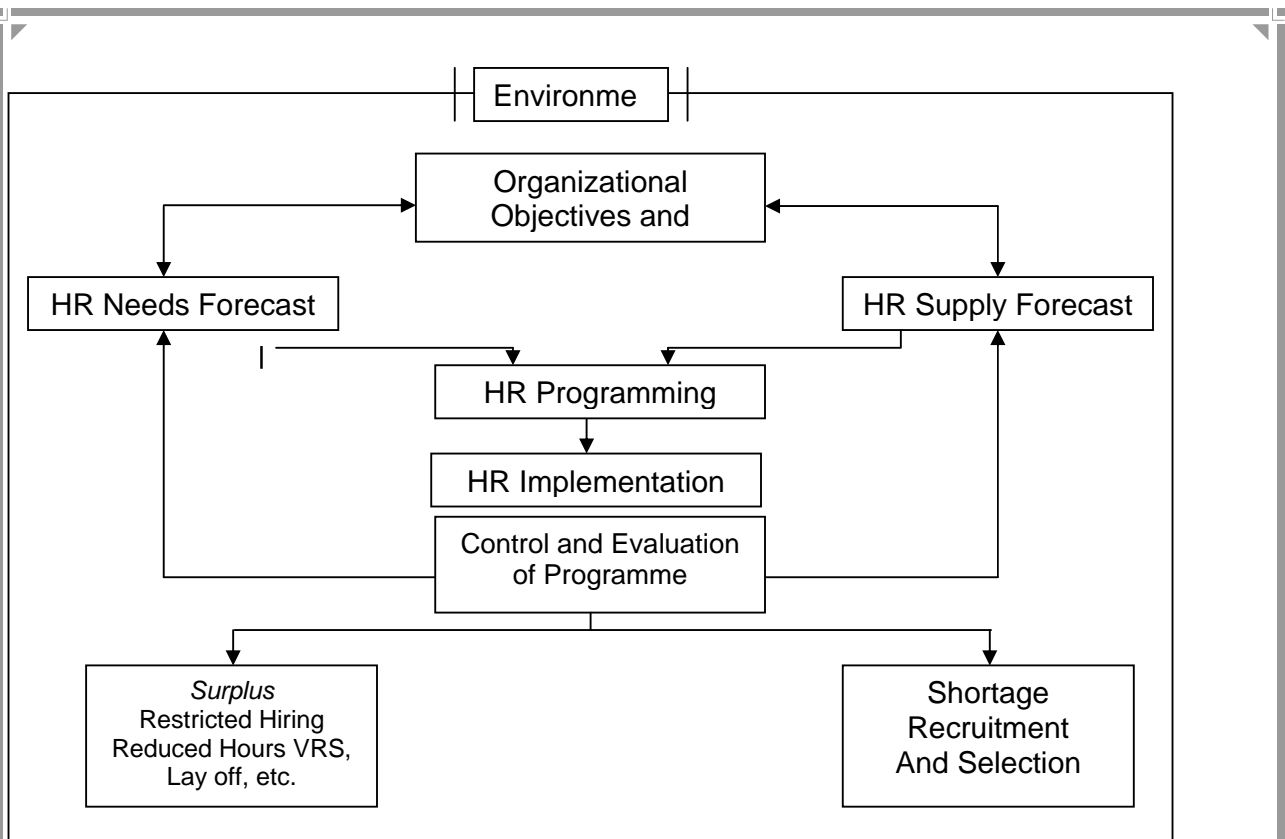 Environme
Organizational
Objectives and
HR Needs Forecast
HR Supply Forecast
HR Programming
HR Implementation
Control and Evaluation
of Programme
Surplus
Restricted Hiring
Reduced Hours VRS,
Lay off, etc.
Shortage
Recruitment
And Selection